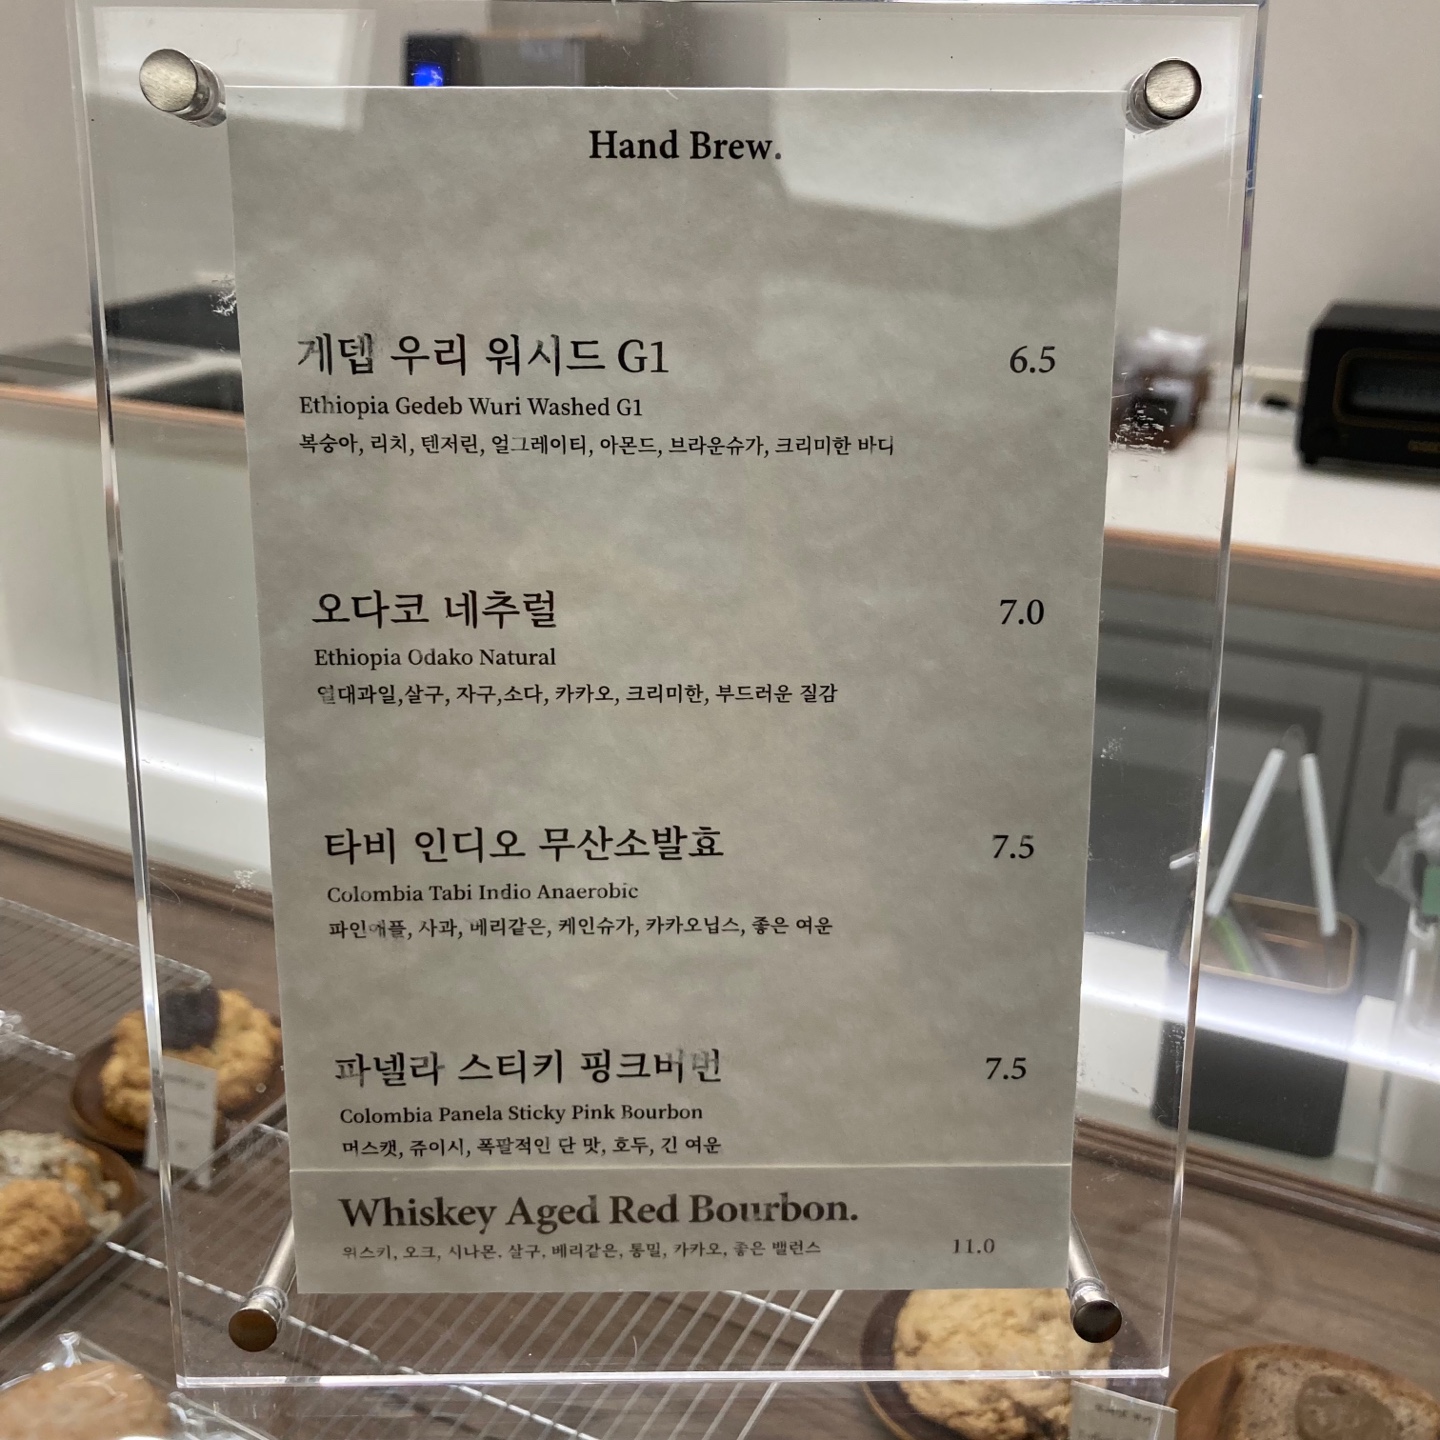 Hand Brew.
게뎁 우리 워시드 G1 6.5
Ethiopia Gedeb Wuri Washed G1
복숭아, 리치, 텐저린, 얼그레이티, 아몬드, 브라운슈가, 크리미한 바디
오다코 네추럴 7.0
Ethiopia Odako Natural
열대과일,살구, 자구,소다, 카카오, 크리미한, 부드러운 질감
타비 인디오 무산소발효 7.5
Colombia Tabi Indio Anaerobic
파인애플, 사과, 베리같은, 케인슈가, 카카오닙스, 좋은 여운
파넬라 스티키 핑크버번 7.5
Colombia Panela Sticky Pink Bourbon
머스캣, 쥬이시, 폭팔적인 단 맛, 호두, 긴 여운
Whiskey Aged Red Bourbon.
위스키, 오크, 시나몬. 살구. 베리같은, 통밀, 카카오, 좋은 밸런스 11.0